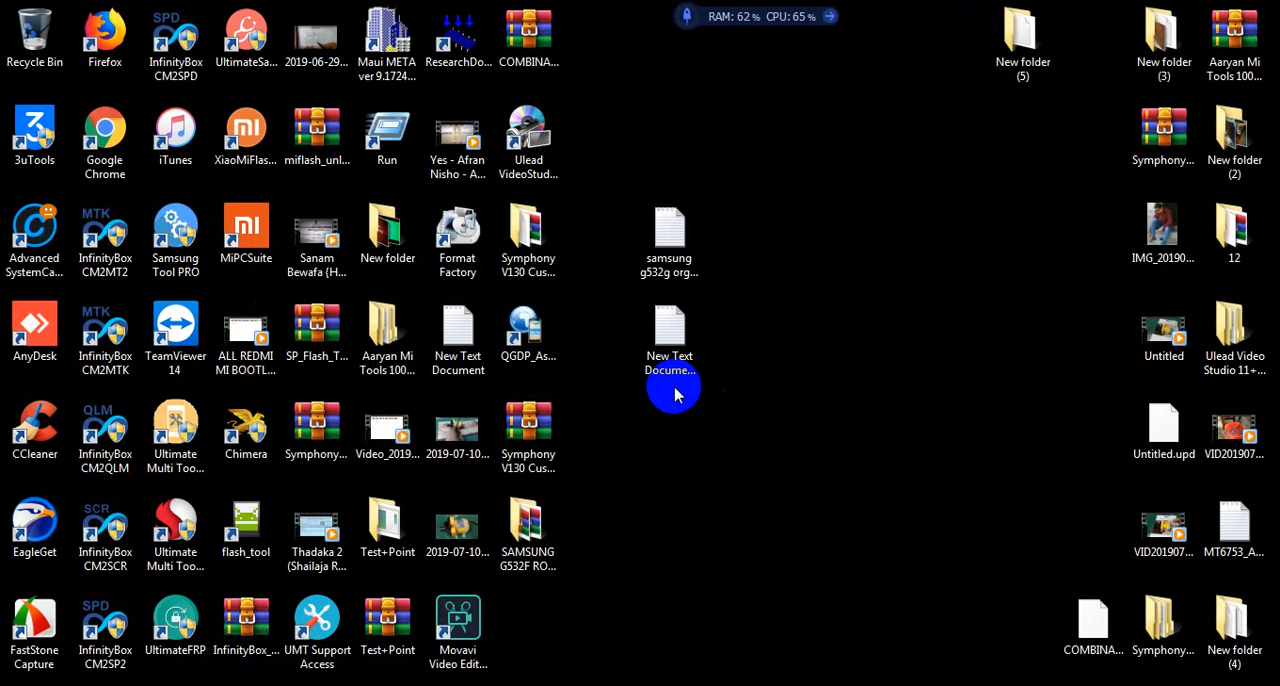 RAM: 62% CPU: 65%
Recycle Bin
Firefox
SPD
InfinityBox
CM2SPD
UltimateSa...
2019-06-29...
Maui META
ver 9.1724...
ResearchDo...
COMBINA...
New folder
(5)
New folder
(3)
Aaryan Mi
Tools 100...
3uTools
Google
Chrome
iTunes
XiaoMiFlas...
miflash_unl...
Run
Yes - Afran
Nisho - A...
Ulead
VideoStud...
Symphony...
New folder
(2)
Advanced
SystemCa...
MTK
InfinityBox
CM2MT2
Samsung
Tool PRO
MiPCSuite
Sanam
Bewafa {H...
New folder
Format
Factory
Symphony
V130 Cus...
samsung
g532g org...
IMG_20190...
12
AnyDesk
MTK
InfinityBox
CM2MTK
TeamViewer
14
ALL REDMI
MI BOOTL...
SP_Flash_T...
Aaryan Mi
Tools 100...
New Text
Document
QGDP_As...
New Text
Docume...
Untitled
Ulead Video
Studio 11+...
CCleaner
QLM
InfinityBox
CM2QLM
Ultimate
Multi Too...
Chimera
Symphony...
Video_2019...
2019-07-10...
Symphony
V130 Cus...
Untitled.upd
VID201907...
EagleGet
SCR
InfinityBox
CM2SCR
Ultimate
Multi Too...
flash_tool
Thadaka 2
(Shailaja R...
Test+Point
2019-07-10...
SAMSUNG
G532F RO...
VID201907...
MT6753_A...
FastStone
Capture
SPD
InfinityBox
CM2SP2
UltimateFRP
InfinityBox_...
UMT Support
Access
Test+Point
Movavi
Video Edit...
COMBINA...
Symphony...
New folder
(4)